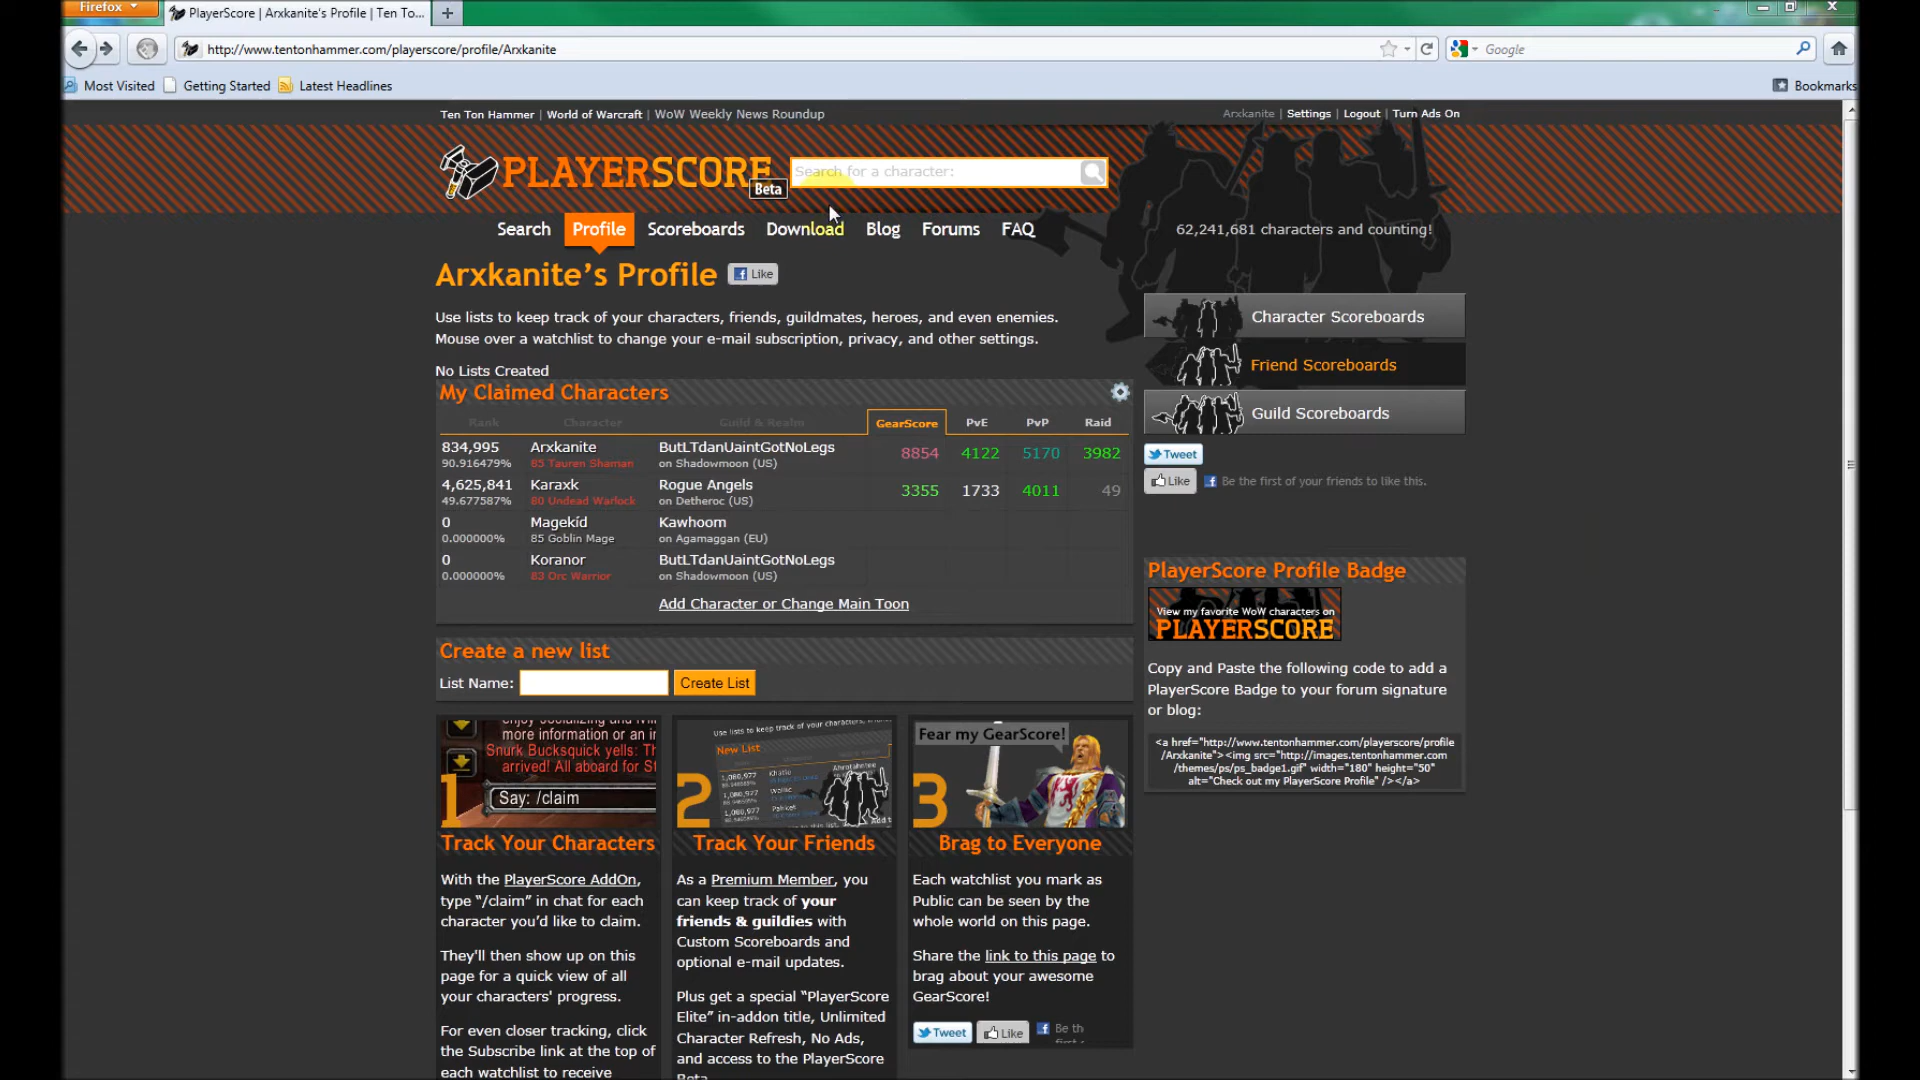 Firefox
PlayerScore | Arxkanite's Profile | Ten To...
http://www.tentonhammer.com/playerscore/profile/Arxkanite
Google
Most Visited
Getting Started
Latest Headlines
Bookmarks
Ten Ton Hammer | World of Warcraft | WoW Weekly News Roundup
Arxkanite | Settings | Logout | Turn Ads On
PLAYERSCORE
Beta
Search for a character:
Search
Profile
Scoreboards
Download
Blog
Forums
FAQ
62,241,681 characters and counting!
Arxkanite's Profile
Like
Use lists to keep track of your characters, friends, guildmates, heroes, and even enemies.
Mouse over a watchlist to change your e-mail subscription, privacy, and other settings.
No Lists Created
My Claimed Characters
Rank Character Guild & Realm GearScore PvE PvP Raid
834,995 Arxkanite ButLTdanUaintGotNoLegs 8854 4122 5170 3982
90.916479% 85 Tauren Shaman on Shadowmoon (US)
4,625,841 Karaxk Rogue Angels 3355 1733 4011 49
49.677587% 80 Undead Warlock on Detheroc (US)
0 Magekíd Kawhoom
0.000000% 85 Goblin Mage on Agamaggan (EU)
0 Koranor ButLTdanUaintGotNoLegs
0.000000% 83 Orc Warrior on Shadowmoon (US)
Add Character or Change Main Toon
Create a new list
List Name:
Create List
Character Scoreboards
Friend Scoreboards
Guild Scoreboards
Tweet
Like
Be the first of your friends to like this.
PlayerScore Profile Badge
View my favorite WoW characters on
PLAYERSCORE
Copy and Paste the following code to add a
PlayerScore Badge to your forum signature
or blog:
<a href="http://www.tentonhammer.com/playerscore/profile
/Arxkanite"><img src="http://images.tentonhammer.com
/themes/ps/ps_badge1.gif" width="180" height="50"
alt="Check out my PlayerScore Profile" /></a>
more information or an in
Snurk Bucksquick yells: Th
arrived! All aboard for St
Say: /claim
1
Track Your Characters
With the PlayerScore AddOn,
type "/claim" in chat for each
character you'd like to claim.
They'll then show up on this
page for a quick view of all
your characters' progress.
For even closer tracking, click
the Subscribe link at the top of
each watchlist to receive
Use lists to keep track of your characters,
New List
2
Track Your Friends
As a Premium Member, you
can keep track of your
friends & guildies with
Custom Scoreboards and
optional e-mail updates.
Plus get a special "PlayerScore
Elite" in-addon title, Unlimited
Character Refresh, No Ads,
and access to the PlayerScore
Fear my GearScore!
3
Brag to Everyone
Each watchlist you mark as
Public can be seen by the
whole world on this page.
Share the link to this page to
brag about your awesome
GearScore!
Tweet
Like
Be th